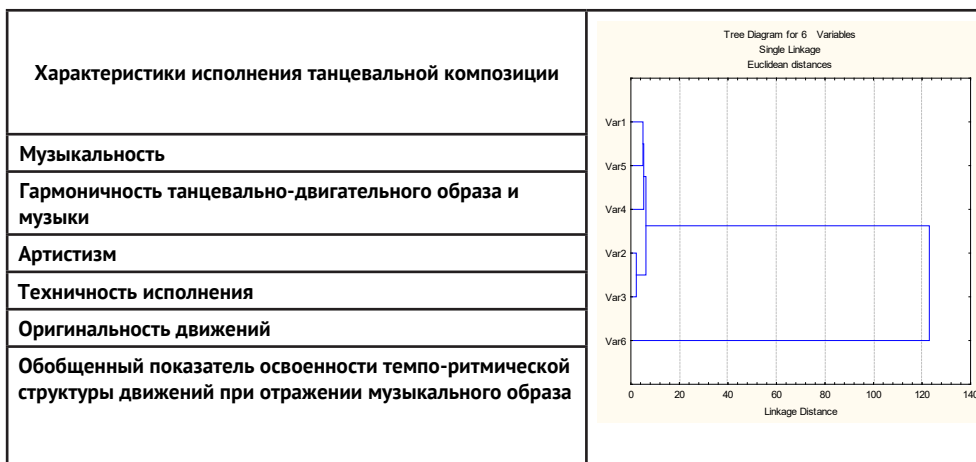 Характеристики исполнения танцевальной композиции
Музыкальность
Гармоничность танцевально-двигательного образа и
музыки
Артистизм
Техничность исполнения
Оригинальность движений
Обобщенный показатель освоенности темпо-ритмической
структуры движений при отражении музыкального образа
Tree Diagram for 6 Variables
Single Linkage
Euclidean distances
Var1
Var5
Var4
Var2
Var3
Var6
0 20 40 60 80 100 120 140
Linkage Distance